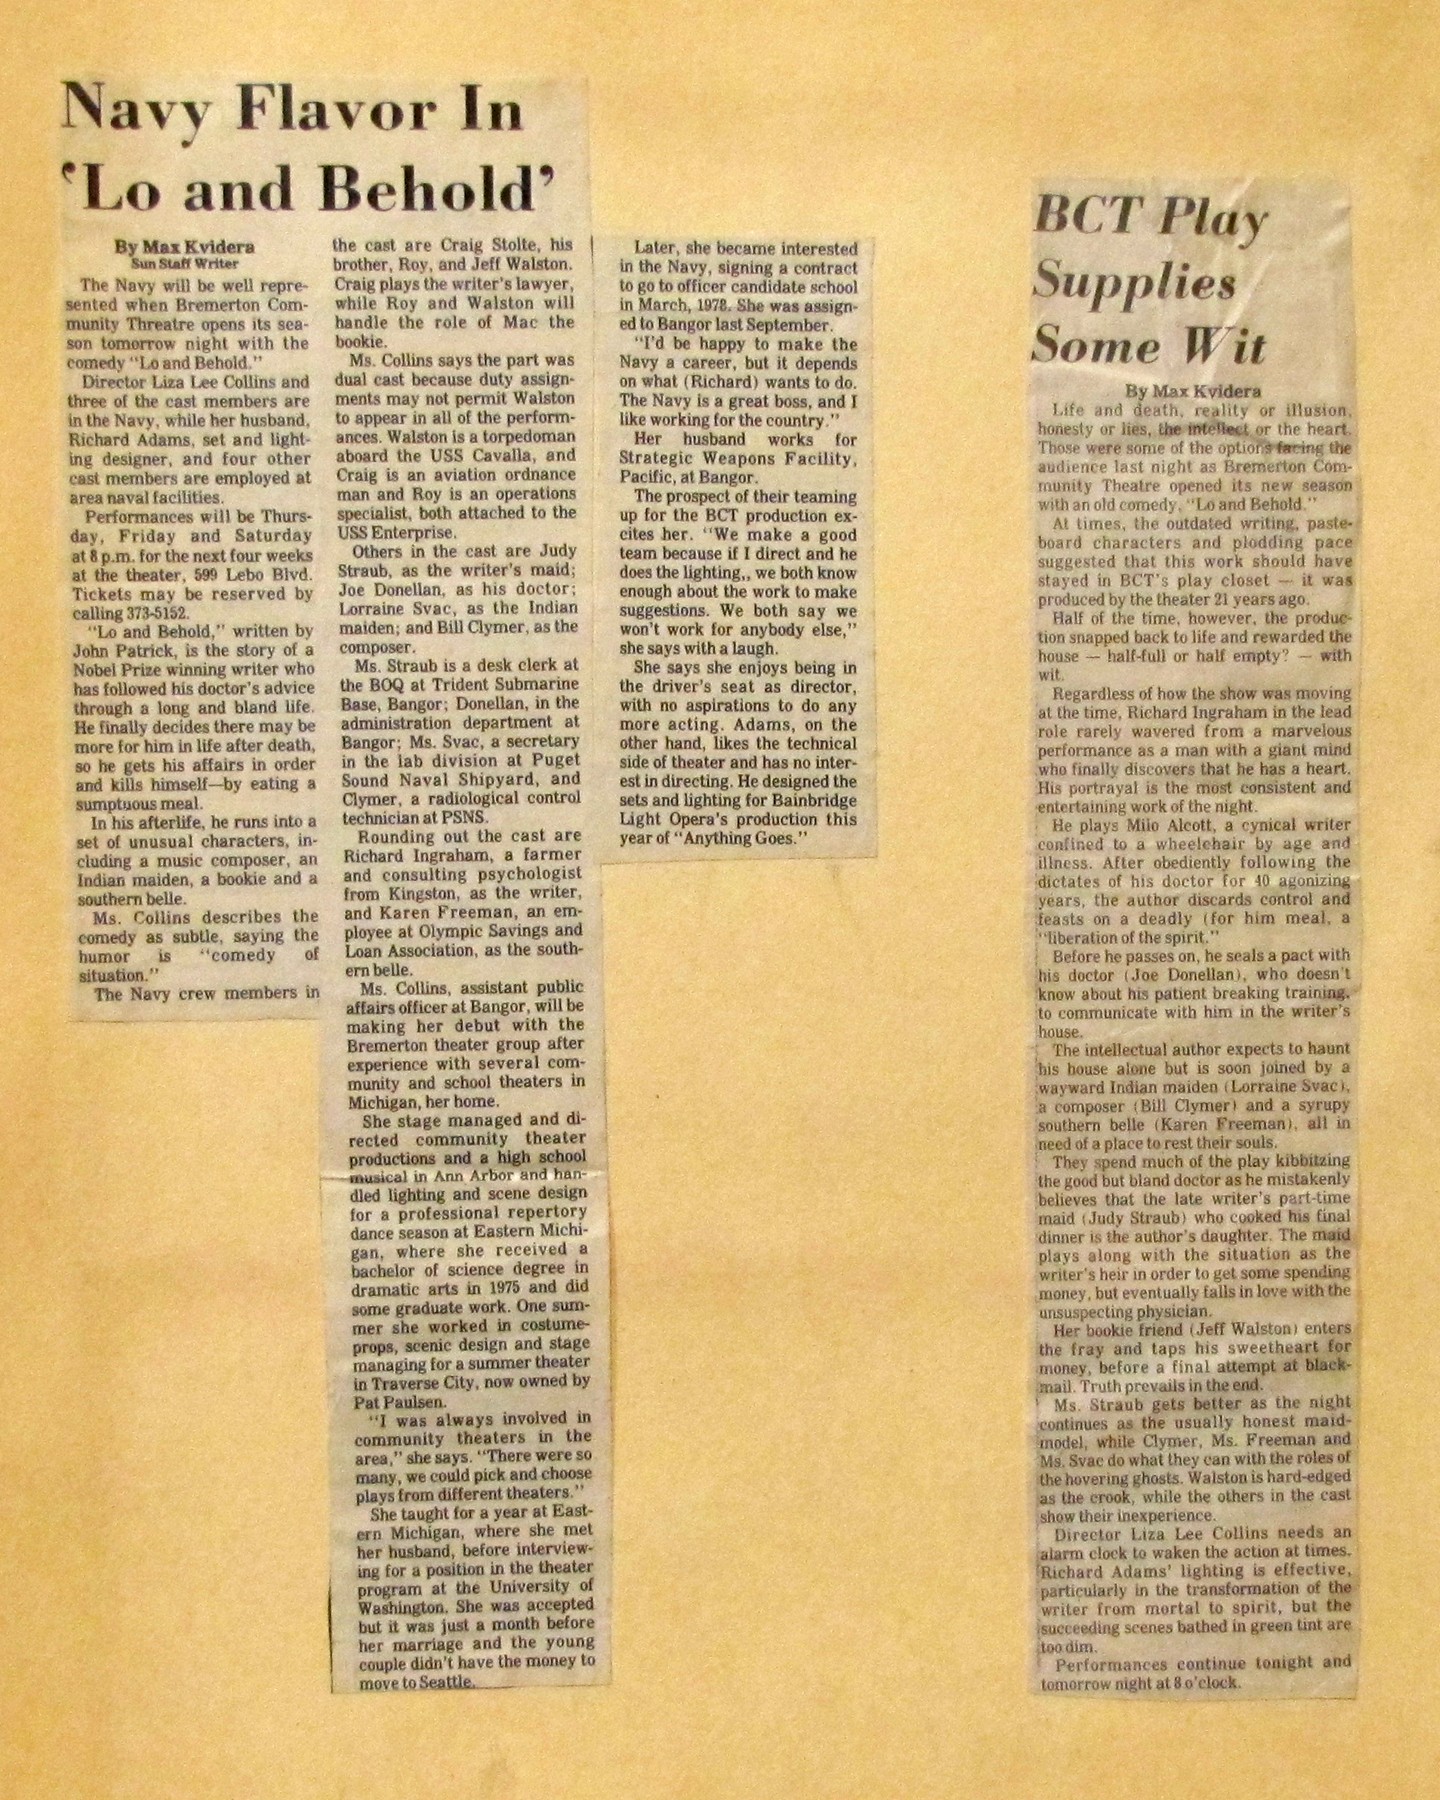 Navy Flavor In
'Lo and Behold'
By Max Kvidera
Sun Staff Writer
The Navy will be well repre-
sented when Bremerton Com-
munity Threatre opens its sea-
son tomorrow night with the
comedy "Lo and Behold."
Director Liza Lee Collins and
three of the cast members are
in the Navy, while her husband,
Richard Adams, set and light-
ing designer, and four other
cast members are employed at
area naval facilities.
Performances will be Thurs-
day, Friday and Saturday
at 8 p.m. for the next four weeks
at the theater, 599 Lebo Blvd.
Tickets may be reserved by
calling 373-5152.
"Lo and Behold," written by
John Patrick, is the story of a
Nobel Prize winning writer who
has followed his doctor's advice
through a long and bland life.
He finally decides there may be
more for him in life after death,
so he gets his affairs in order
and kills himself—by eating a
sumptuous meal.
In his afterlife, he runs into a
set of unusual characters, in-
cluding a music composer, an
Indian maiden, a bookie and a
southern belle.
Ms. Collins describes the
comedy as subtle, saying the
humor is "comedy of
situation."
The Navy crew members in
the cast are Craig Stolte, his
brother, Roy, and Jeff Walston.
Craig plays the writer's lawyer,
while Roy and Walston will
handle the role of Mac the
bookie.
Ms. Collins says the part was
dual cast because duty assign-
ments may not permit Walston
to appear in all of the perform-
ances. Walston is a torpedoman
aboard the USS Cavalla, and
Craig is an aviation ordnance
man and Roy is an operations
specialist, both attached to the
USS Enterprise.
Others in the cast are Judy
Straub, as the writer's maid;
Joe Donellan, as his doctor;
Lorraine Svac, as the Indian
maiden; and Bill Clymer, as the
composer.
Ms. Straub is a desk clerk at
the BOQ at Trident Submarine
Base, Bangor; Donellan, in the
administration department at
Bangor; Ms. Svac, a secretary
in the lab division at Puget
Sound Naval Shipyard, and
Clymer, a radiological control
technician at PSNS.
Rounding out the cast are
Richard Ingraham, a farmer
and consulting psychologist
from Kingston, as the writer,
and Karen Freeman, an em-
ployee at Olympic Savings and
Loan Association, as the south-
ern belle.
Ms. Collins, assistant public
affairs officer at Bangor, will be
making her debut with the
Bremerton theater group after
experience with several com-
munity and school theaters in
Michigan, her home.
She stage managed and di-
rected community theater
productions and a high school
musical in Ann Arbor and han-
dled lighting and scene design
for a professional repertory
dance season at Eastern Michi-
gan, where she received a
bachelor of science degree in
dramatic arts in 1975 and did
some graduate work. One sum-
mer she worked in costume-
props, scenic design and stage
managing for a summer theater
in Traverse City, now owned by
Pat Paulsen.
"I was always involved in
community theaters in the
area," she says. "There were so
many, we could pick and choose
plays from different theaters."
She taught for a year at East-
ern Michigan, where she met
her husband, before interview-
ing for a position in the theater
program at the University of
Washington. She was accepted
but it was just a month before
her marriage and the young
couple didn't have the money to
move to Seattle.
Later, she became interested
in the Navy, signing a contract
to go to officer candidate school
in March, 1978. She was assign-
ed to Bangor last September.
"I'd be happy to make the
Navy a career, but it depends
on what (Richard) wants to do.
The Navy is a great boss, and I
like working for the country."
Her husband works for
Strategic Weapons Facility,
Pacific, at Bangor.
The prospect of their teaming
up for the BCT production ex-
cites her. "We make a good
team because if I direct and he
does the lighting,, we both know
enough about the work to make
suggestions. We both say we
won't work for anybody else,"
she says with a laugh.
She says she enjoys being in
the driver's seat as director,
with no aspirations to do any
more acting. Adams, on the
other hand, likes the technical
side of theater and has no inter-
est in directing. He designed the
sets and lighting for Bainbridge
Light Opera's production this
year of "Anything Goes."
BCT Play
Supplies
Some Wit
By Max Kvidera
Life and death, reality or illusion,
honesty or lies, the intellect or the heart.
Those were some of the options facing the
audience last night as Bremerton Com-
munity Theatre opened its new season
with an old comedy, "Lo and Behold."
At times, the outdated writing, paste-
board characters and plodding pace
suggested that this work should have
stayed in BCT's play closet — it was
produced by the theater 21 years ago.
Half of the time, however, the produc-
tion snapped back to life and rewarded the
house — half-full or half empty? — with
wit.
Regardless of how the show was moving
at the time, Richard Ingraham in the lead
role rarely wavered from a marvelous
performance as a man with a giant mind
who finally discovers that he has a heart.
His portrayal is the most consistent and
entertaining work of the night.
He plays Milo Alcott, a cynical writer
confined to a wheelchair by age and
illness. After obediently following the
dictates of his doctor for 40 agonizing
years, the author discards control and
feasts on a deadly (for him meal, a
"liberation of the spirit."
Before he passes on, he seals a pact with
his doctor (Joe Donellan), who doesn't
know about his patient breaking training,
to communicate with him in the writer's
house.
The intellectual author expects to haunt
his house alone but is soon joined by a
wayward Indian maiden (Lorraine Svac),
a composer (Bill Clymer) and a syrupy
southern belle (Karen Freeman), all in
need of a place to rest their souls.
They spend much of the play kibbitzing
the good but bland doctor as he mistakenly
believes that the late writer's part-time
maid (Judy Straub) who cooked his final
dinner is the author's daughter. The maid
plays along with the situation as the
writer's heir in order to get some spending
money, but eventually falls in love with the
unsuspecting physician.
Her bookie friend (Jeff Walston) enters
the fray and taps his sweetheart for
money, before a final attempt at black-
mail. Truth prevails in the end.
Ms. Straub gets better as the night
continues as the usually honest maid-
model, while Clymer, Ms. Freeman and
Ms. Svac do what they can with the roles of
the hovering ghosts. Walston is hard-edged
as the crook, while the others in the cast
show their inexperience.
Director Liza Lee Collins needs an
alarm clock to waken the action at times.
Richard Adams' lighting is effective,
particularly in the transformation of the
writer from mortal to spirit, but the
succeeding scenes bathed in green tint are
too dim.
Performances continue tonight and
tomorrow night at 8 o'clock.